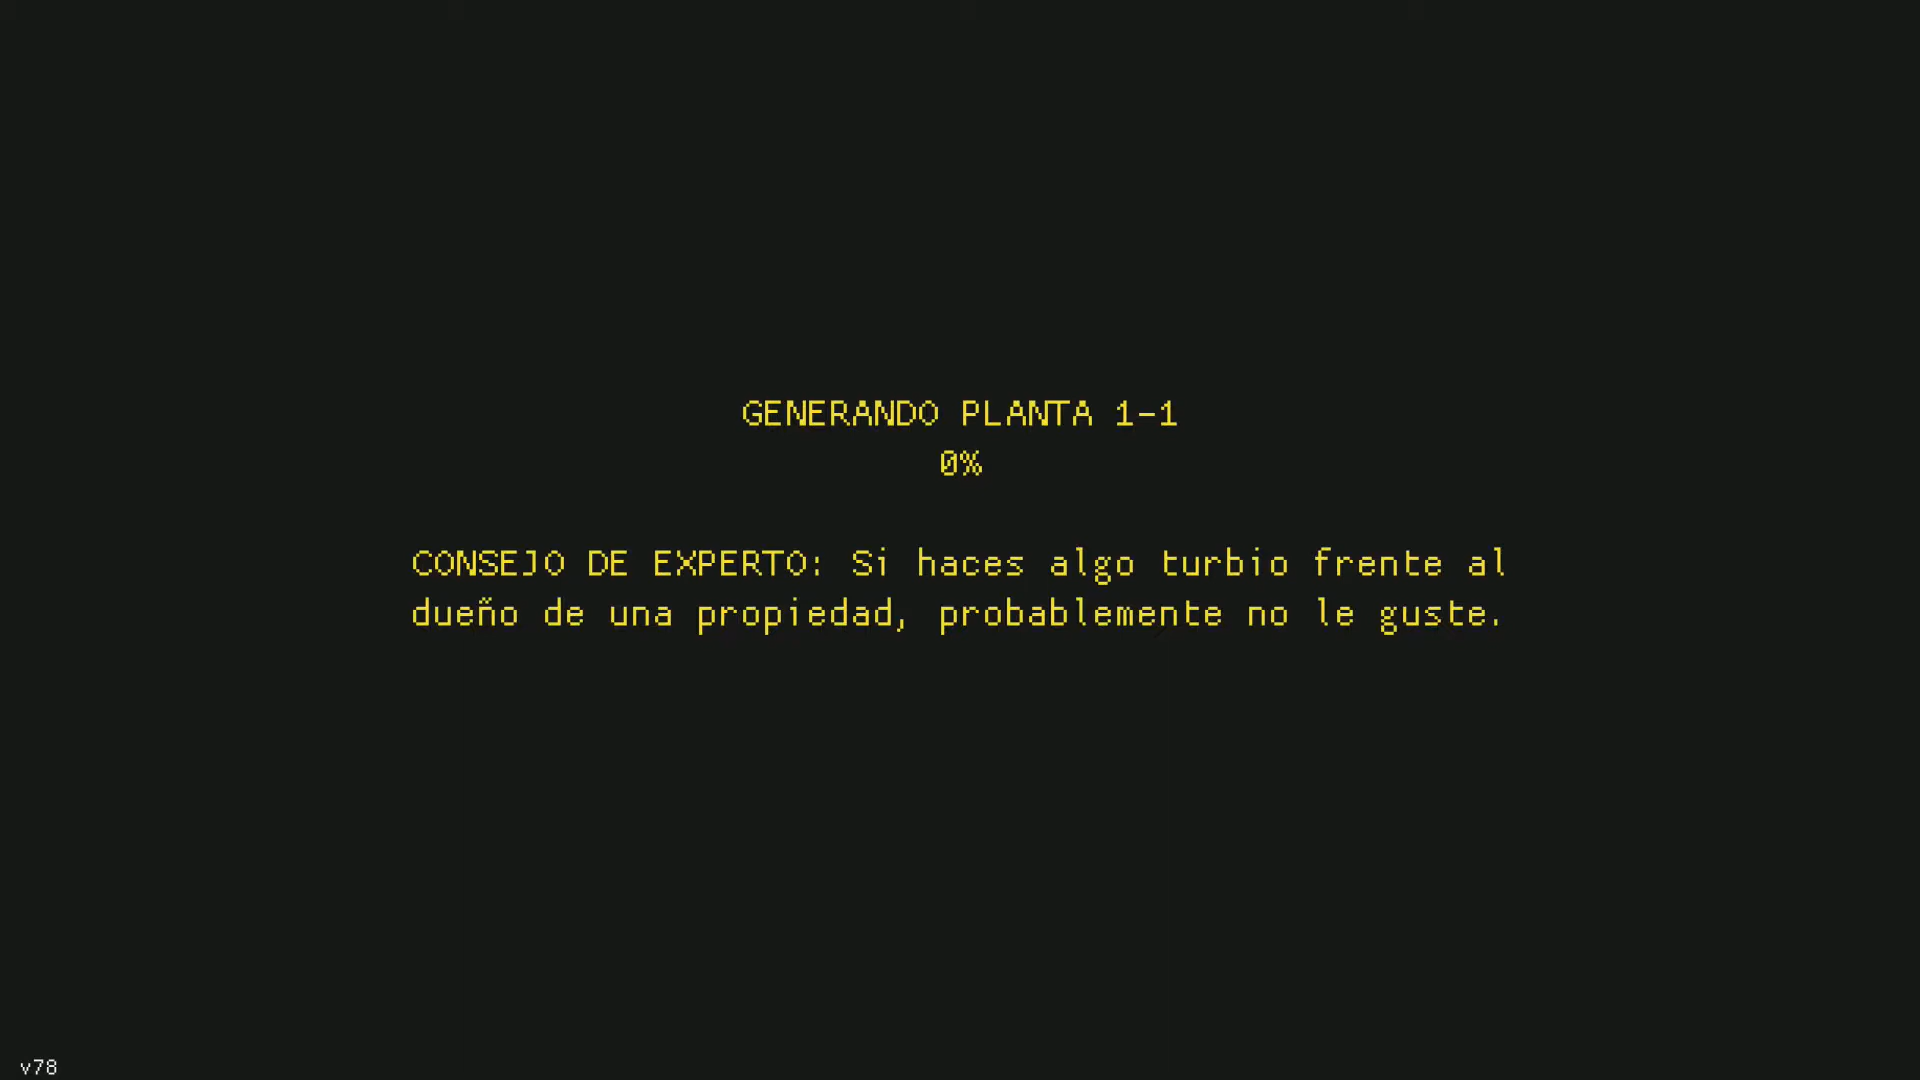 GENERANDO PLANTA 1-1
0%
CONSEJO DE EXPERTO: Si haces algo turbio frente al
dueño de una propiedad, probablemente no le guste.
v78